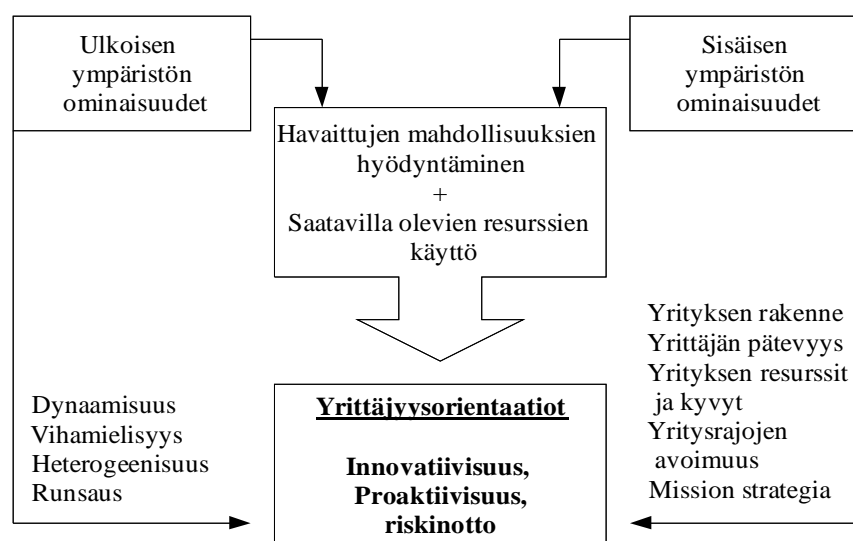 Ulkoisen
ympäristön
ominaisuudet
Sisäisen
ympäristön
ominaisuudet
Havaittujen mahdollisuuksien
hyödyntäminen
+
Saatavilla olevien resurssien
käyttö
Dynaamisuus
Vihamielisyys
Heterogeenisuus
Runsaus
Yrittäjyysorientaatiot
Innovatiivisuus,
Proaktiivisuus,
riskinotto
Yrityksen rakenne
Yrittäjän pätevyys
Yrityksen resurssit
ja kyvyt
Yritysrajojen
avoimuus
Mission strategia